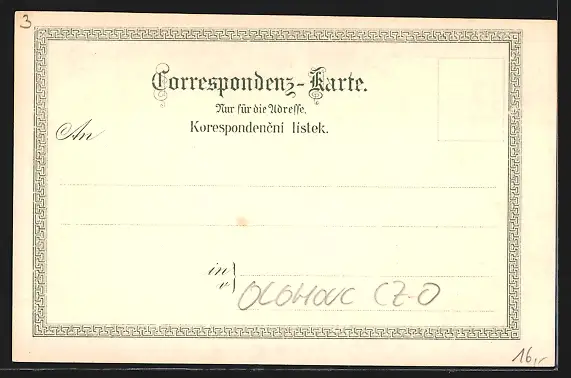 3
Correspondenz-Karte.
Nur für die Adresse.
Korespondenční lístek.
An
in
v
OLOMOUC CZ-O
16,-